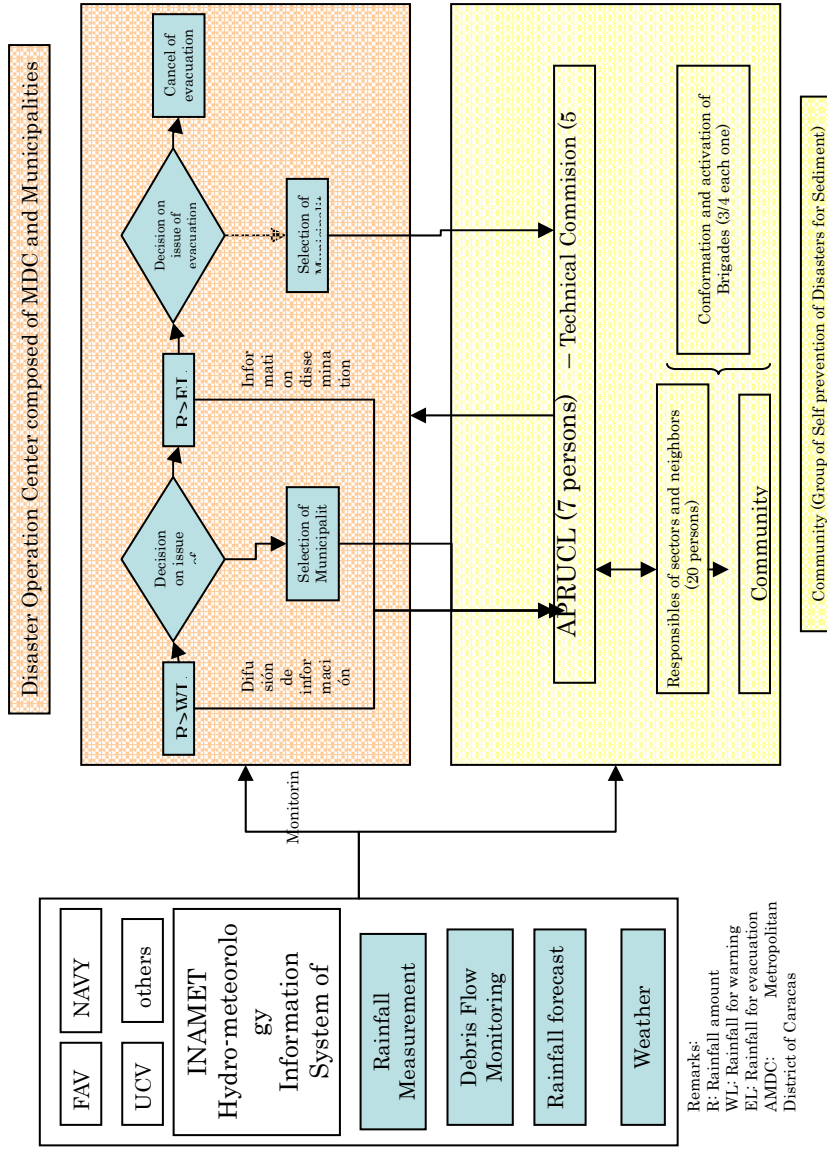 Disaster Operation Center composed of MDC and Municipalities
FAV
NAVY
UCV
others
INAMET
Hydro-meteorolo
gy
Information
System of
Rainfall
Measurement
Debris Flow
Monitoring
Rainfall forecast
Weather
Remarks:
R: Rainfall amount
WL: Rainfall for warning
EL: Rainfall for evacuation
AMDC: Metropolitan
District of Caracas
Monitorin
R>WL
Decision
on issue
of
R>EL
Decision on
issue of
evacuation
Cancel of
evacuation
Difu
sión
de
infor
maci
ón
Selection of
Municipalit
Infor
mati
on
disse
mina
tion
Selection of
Municipalit
APRUCL (7 persons) – Technical Commision (5
Responsibles of sectors and neighbors
(20 persons)
Community
Conformation and activation of
Brigades (3/4 each one)
Community (Group of Self prevention of Disasters for Sediment)